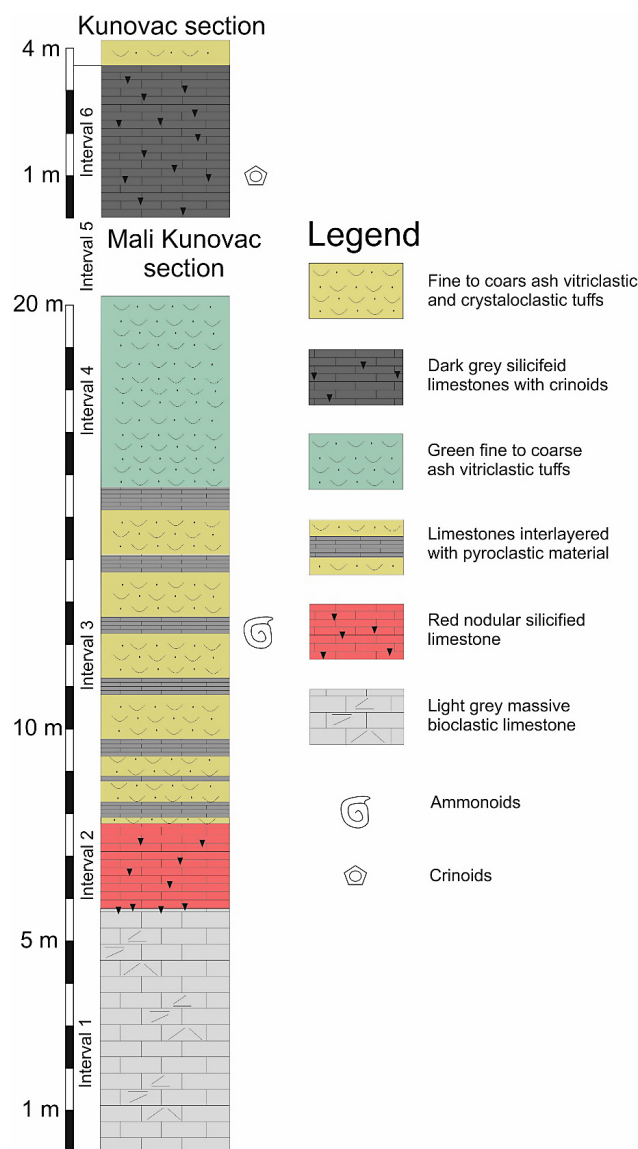 Kunovac section
4 m
Interval 6
1 m
Interval 5
Mali Kunovac
section
20 m
Interval 4
Interval 3
10 m
Interval 2
5 m
Interval 1
1 m
Legend
Fine to coars ash vitriclastic
and crystaloclastic tuffs
Dark grey silicifeid
limestones with crinoids
Green fine to coarse
ash vitriclastic tuffs
Limestones interlayered
with pyroclastic material
Red nodular silicified
limestone
Light grey massive
bioclastic limestone
Ammonoids
Crinoids